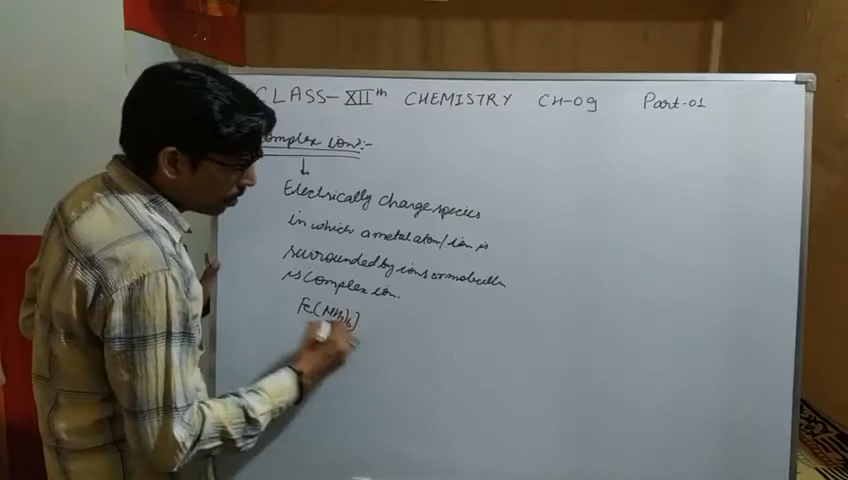 CLASS-XIIth CHEMISTRY CH-09 Part-01
omplex ion:-
Electrically charge species
in which a metal atom/ion is
surrounded by ions or molecules
is complex ion.
Fe(NH3)6]